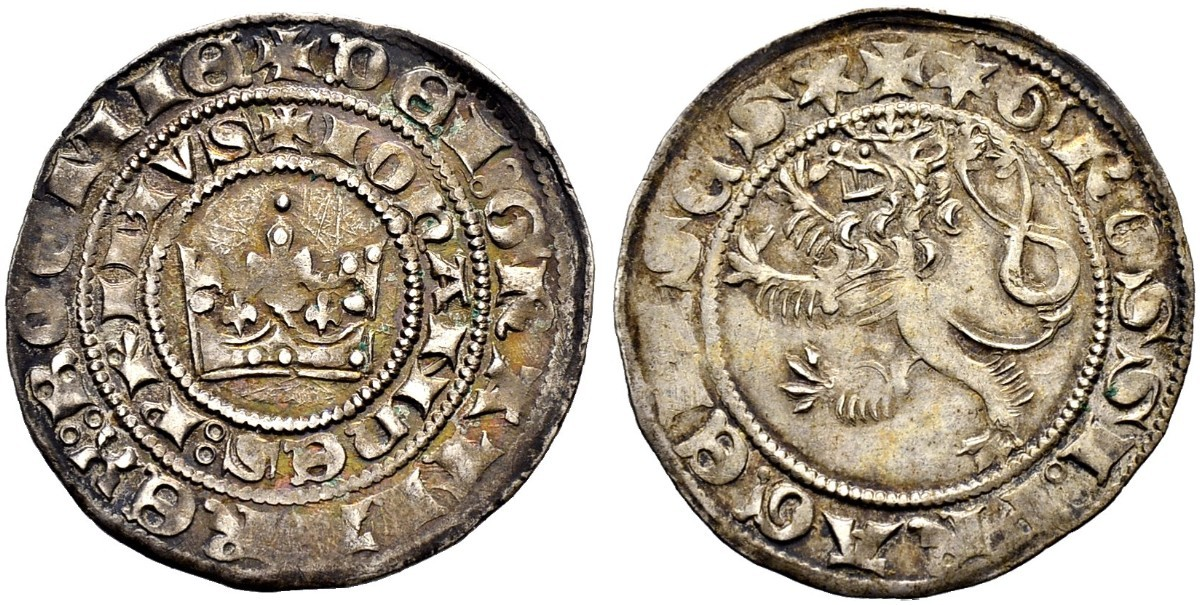 ✠IOHANNES:PRIMVS
✠DEI:GRATIA:REX:BOEMIE
✶✠✶GROSSI:PRAGENSES